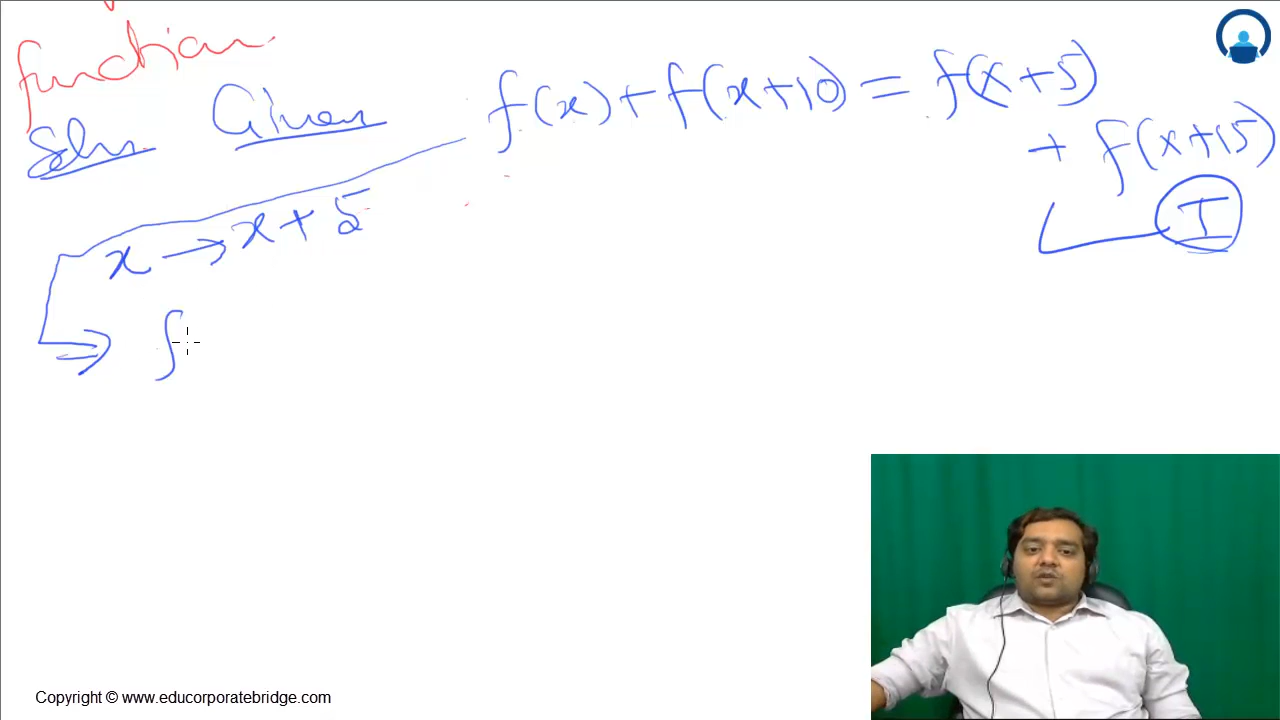 function.
Soln. Given f(x) + f(x+10) = f(x+5)
+ f(x+15)
I
x → x + 5
⇒ f
Copyright © www.educorporatebridge.com